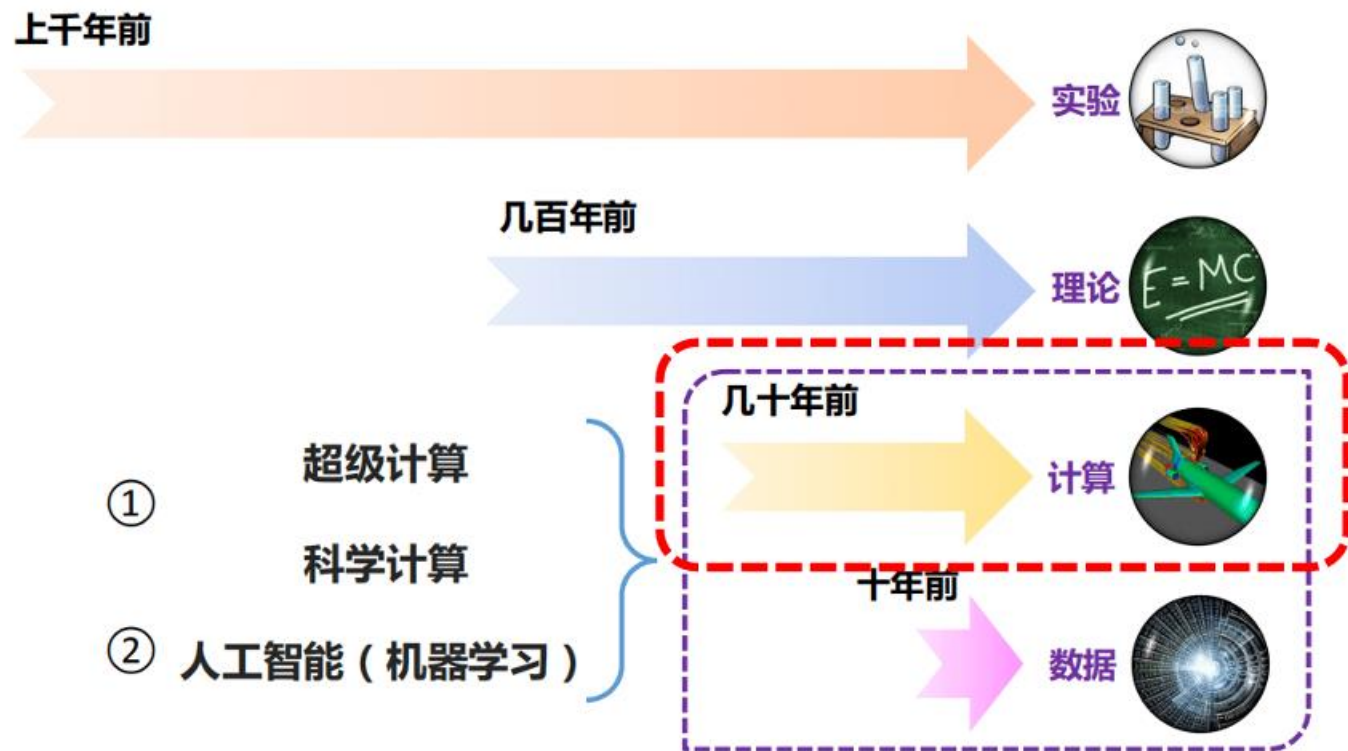 上千年前
实验
几百年前
理论
E=MC
几十年前
计算
超级计算
①
科学计算
十年前
② 人工智能（机器学习）
数据